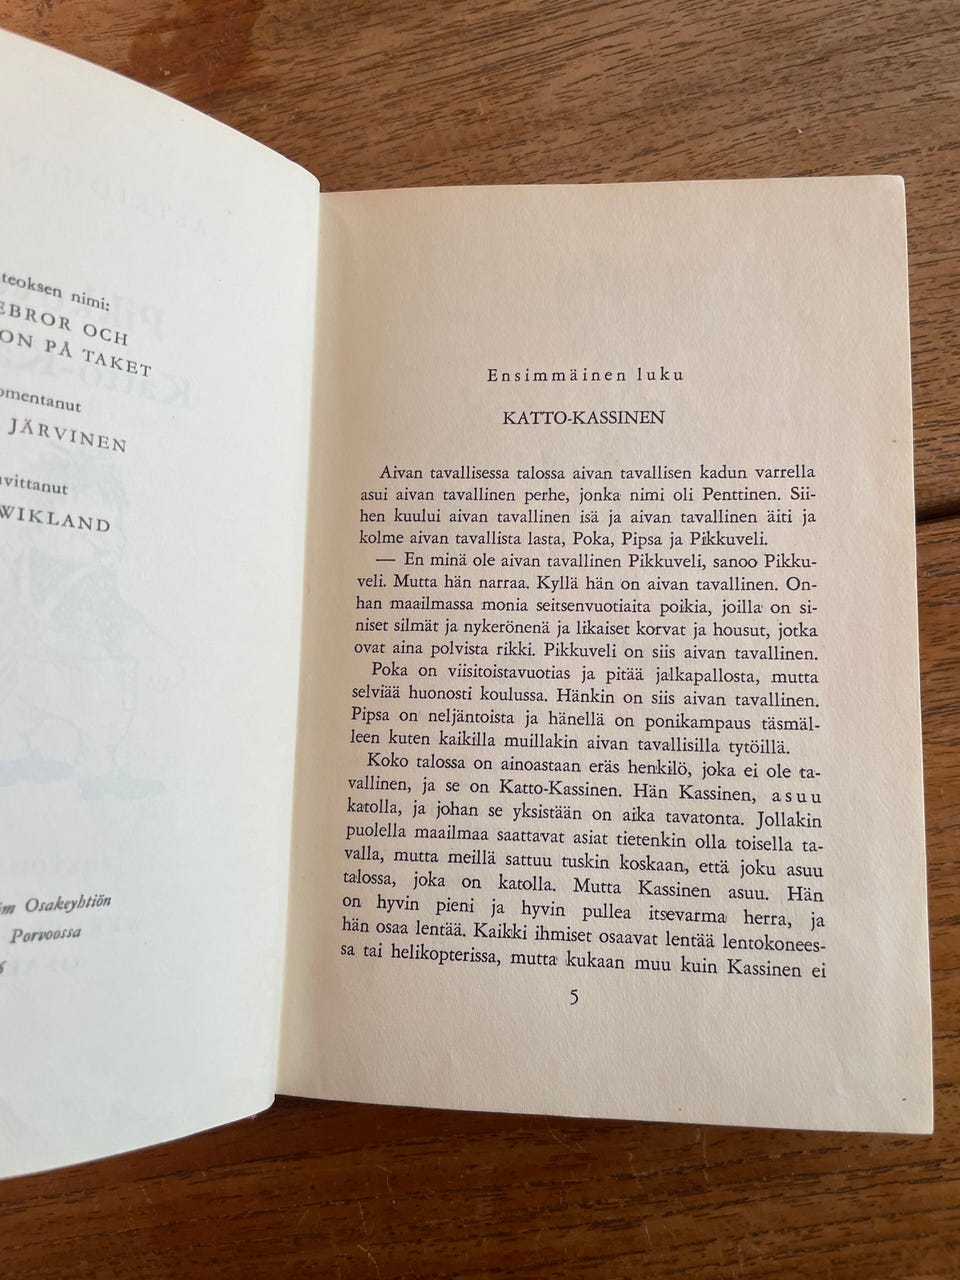 teoksen nimi:
EBROR OCH
ON PÅ TAKET
omentanut
JÄRVINEN
uvittanut
WIKLAND
Osakeyhtiön
Porvoossa
6
Ensimmäinen luku
KATTO-KASSINEN
Aivan tavallisessa talossa aivan tavallisen kadun varrella
asui aivan tavallinen perhe, jonka nimi oli Penttinen. Sii-
hen kuului aivan tavallinen isä ja aivan tavallinen äiti ja
kolme aivan tavallista lasta, Poka, Pipsa ja Pikkuveli.
— En minä ole aivan tavallinen Pikkuveli, sanoo Pikku-
veli. Mutta hän narraa. Kyllä hän on aivan tavallinen. On-
han maailmassa monia seitsenvuotiaita poikia, joilla on si-
niset silmät ja nykerönenä ja likaiset korvat ja housut, jotka
ovat aina polvista rikki. Pikkuveli on siis aivan tavallinen.
Poka on viisitoistavuotias ja pitää jalkapallosta, mutta
selviää huonosti koulussa. Hänkin on siis aivan tavallinen.
Pipsa on neljäntoista ja hänellä on ponikampaus täsmäl-
leen kuten kaikilla muillakin aivan tavallisilla tytöillä.
Koko talossa on ainoastaan eräs henkilö, joka ei ole ta-
vallinen, ja se on Katto-Kassinen. Hän Kassinen, asuu
katolla, ja johan se yksistään on aika tavatonta. Jollakin
puolella maailmaa saattavat asiat tietenkin olla toisella ta-
valla, mutta meillä sattuu tuskin koskaan, että joku asuu
talossa, joka on katolla. Mutta Kassinen asuu. Hän
on hyvin pieni ja hyvin pullea itsevarma herra, ja
hän osaa lentää. Kaikki ihmiset osaavat lentää lentokonees-
sa tai helikopterissa, mutta kukaan muu kuin Kassinen ei
5